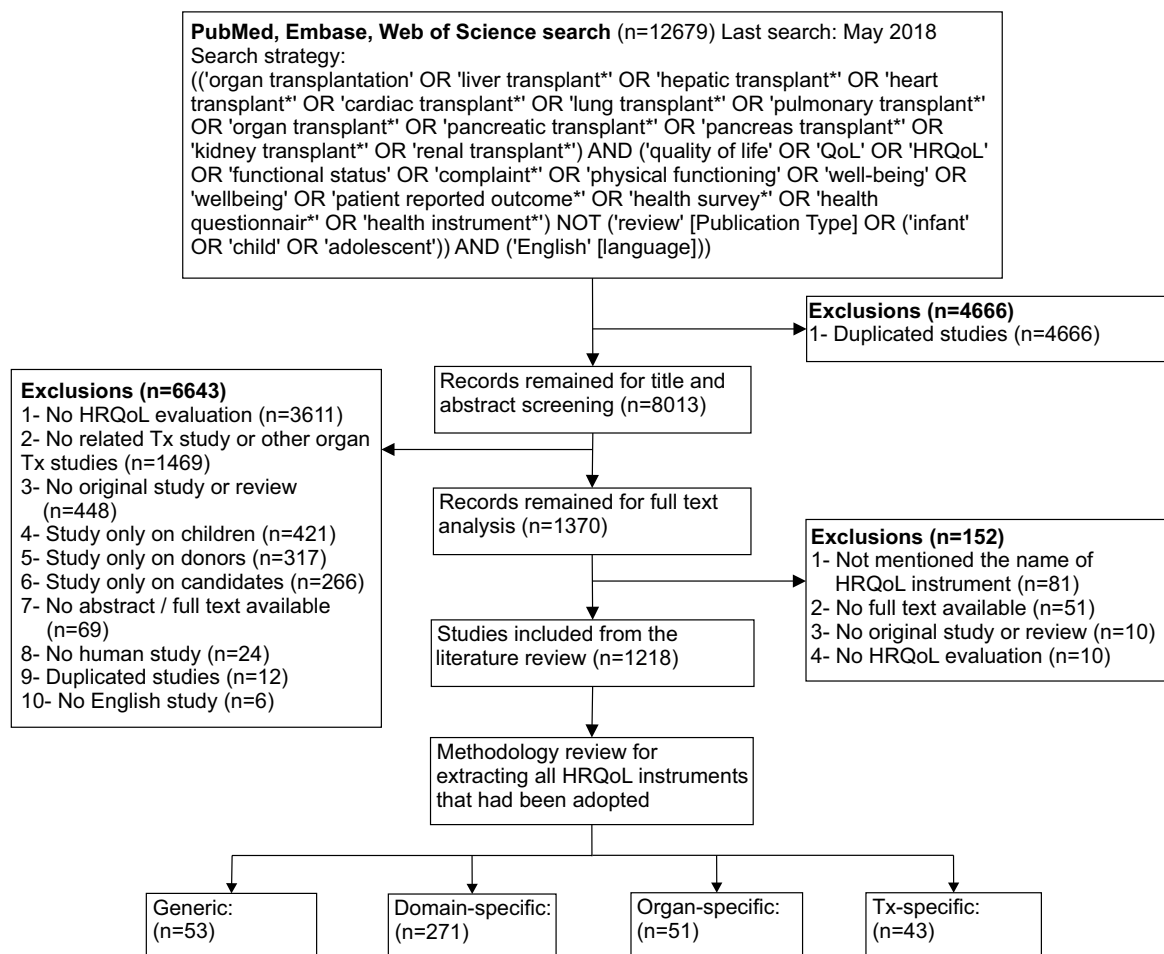 PubMed, Embase, Web of Science search (n=12679) Last search: May 2018
Search strategy:
(('organ transplantation' OR 'liver transplant*' OR 'hepatic transplant*' OR 'heart
transplant*' OR 'cardiac transplant*' OR 'lung transplant*' OR 'pulmonary transplant*'
OR 'organ transplant*' OR 'pancreatic transplant*' OR 'pancreas transplant*' OR
'kidney transplant*' OR 'renal transplant*') AND ('quality of life' OR 'QoL' OR 'HRQoL'
OR 'functional status' OR 'complaint*' OR 'physical functioning' OR 'well-being' OR
'wellbeing' OR 'patient reported outcome*' OR 'health survey*' OR 'health
questionnair*' OR 'health instrument*') NOT ('review' [Publication Type] OR ('infant'
OR 'child' OR 'adolescent')) AND ('English' [language]))
Exclusions (n=4666)
1- Duplicated studies (n=4666)
Records remained for title and
abstract screening (n=8013)
Exclusions (n=6643)
1- No HRQoL evaluation (n=3611)
2- No related Tx study or other organ
Tx studies (n=1469)
3- No original study or review
(n=448)
4- Study only on children (n=421)
5- Study only on donors (n=317)
6- Study only on candidates (n=266)
7- No abstract / full text available
(n=69)
8- No human study (n=24)
9- Duplicated studies (n=12)
10- No English study (n=6)
Records remained for full text
analysis (n=1370)
Exclusions (n=152)
1- Not mentioned the name of
HRQoL instrument (n=81)
2- No full text available (n=51)
3- No original study or review (n=10)
4- No HRQoL evaluation (n=10)
Studies included from the
literature review (n=1218)
Methodology review for
extracting all HRQoL instruments
that had been adopted
Generic:
(n=53)
Domain-specific:
(n=271)
Organ-specific:
(n=51)
Tx-specific:
(n=43)